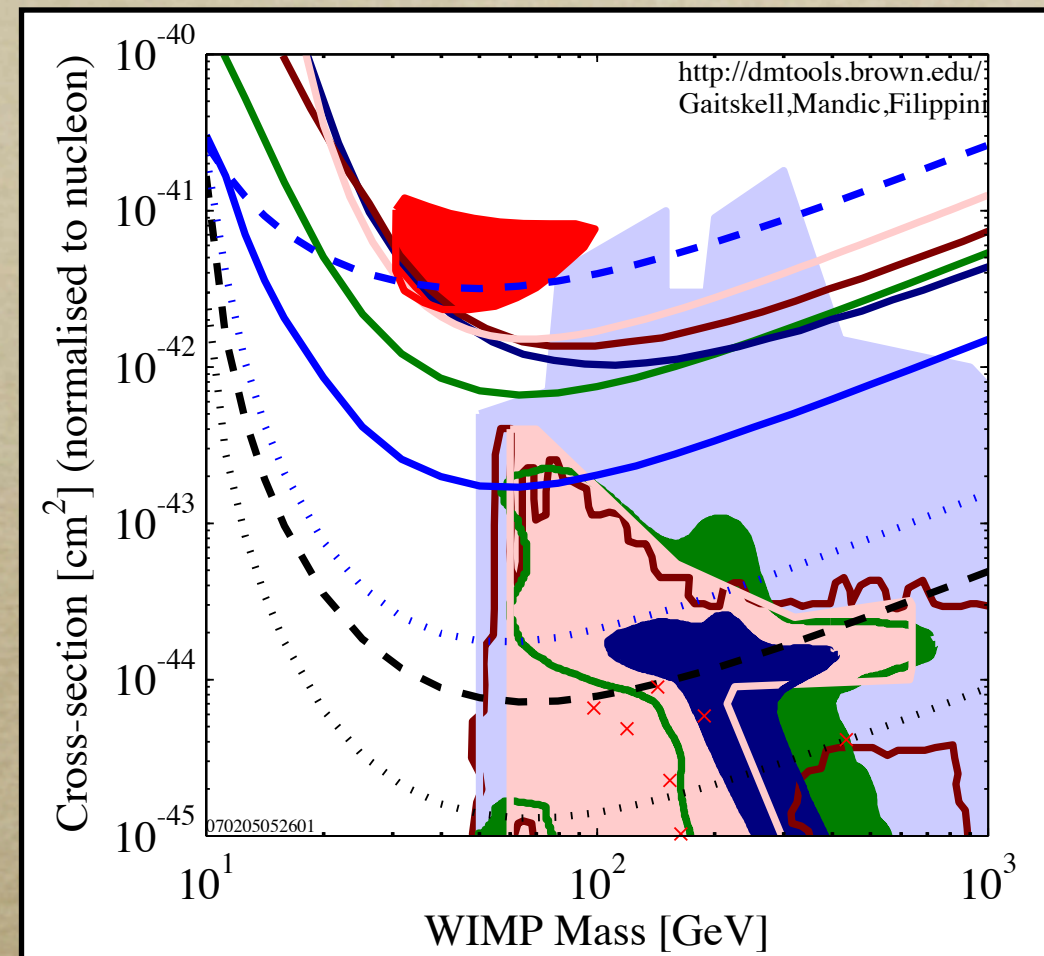 http://dmtools.brown.edu/
Gaitskell,Mandic,Filippini
10^-40
10^-41
10^-42
10^-43
10^-44
10^-45
Cross-section [cm^2] (normalised to nucleon)
070205052601
10^1
10^2
10^3
WIMP Mass [GeV]